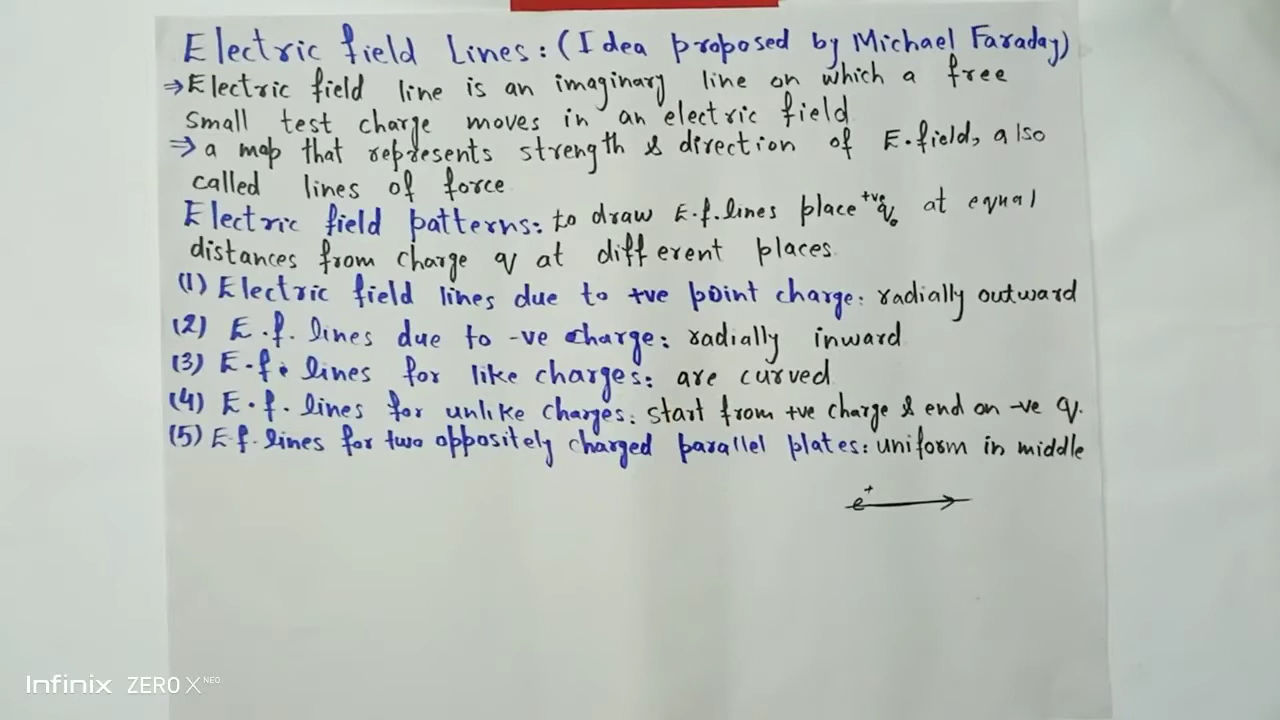 Electric field Lines: (Idea proposed by Michael Faraday)
⇒ Electric field line is an imaginary line on which a free
small test charge moves in an electric field
⇒ a map that represents strength & direction of E.field, also
called lines of force
Electric field patterns: to draw E.f.lines place +ve q₀ at equal
distances from charge q at different places
(1) Electric field lines due to +ve point charge: radially outward
(2) E.f. lines due to -ve charge: radially inward
(3) E.f. lines for like charges: are curved
(4) E.f. lines for unlike charges: start from +ve charge & end on -ve q.
(5) E.f. lines for two oppositely charged parallel plates: uniform in middle
e⁺
Infinix ZERO X NEO